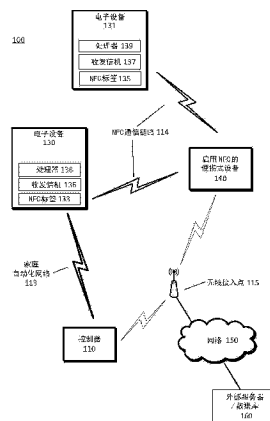 100
电子设备
131
处理器 139
收发信机 137
NFC标签 135
NFC通信链路 114
电子设备
130
处理器 136
收发信机 136
NFC标签 133
启用NFC的
便携式设备
140
家庭
自动化网络
113
无线接入点 115
控制器
110
网络 150
外部服务器
/数据库
160